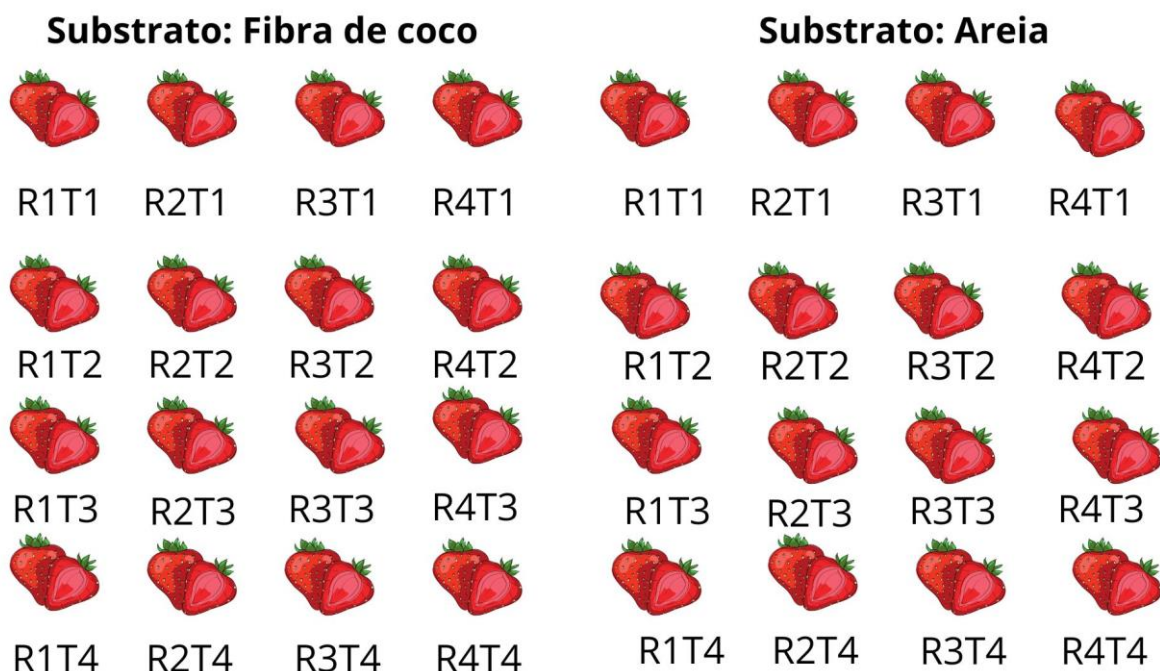 Substrato: Fibra de coco
R1T1 R2T1 R3T1 R4T1
R1T2 R2T2 R3T2 R4T2
R1T3 R2T3 R3T3 R4T3
R1T4 R2T4 R3T4 R4T4
Substrato: Areia
R1T1 R2T1 R3T1 R4T1
R1T2 R2T2 R3T2 R4T2
R1T3 R2T3 R3T3 R4T3
R1T4 R2T4 R3T4 R4T4